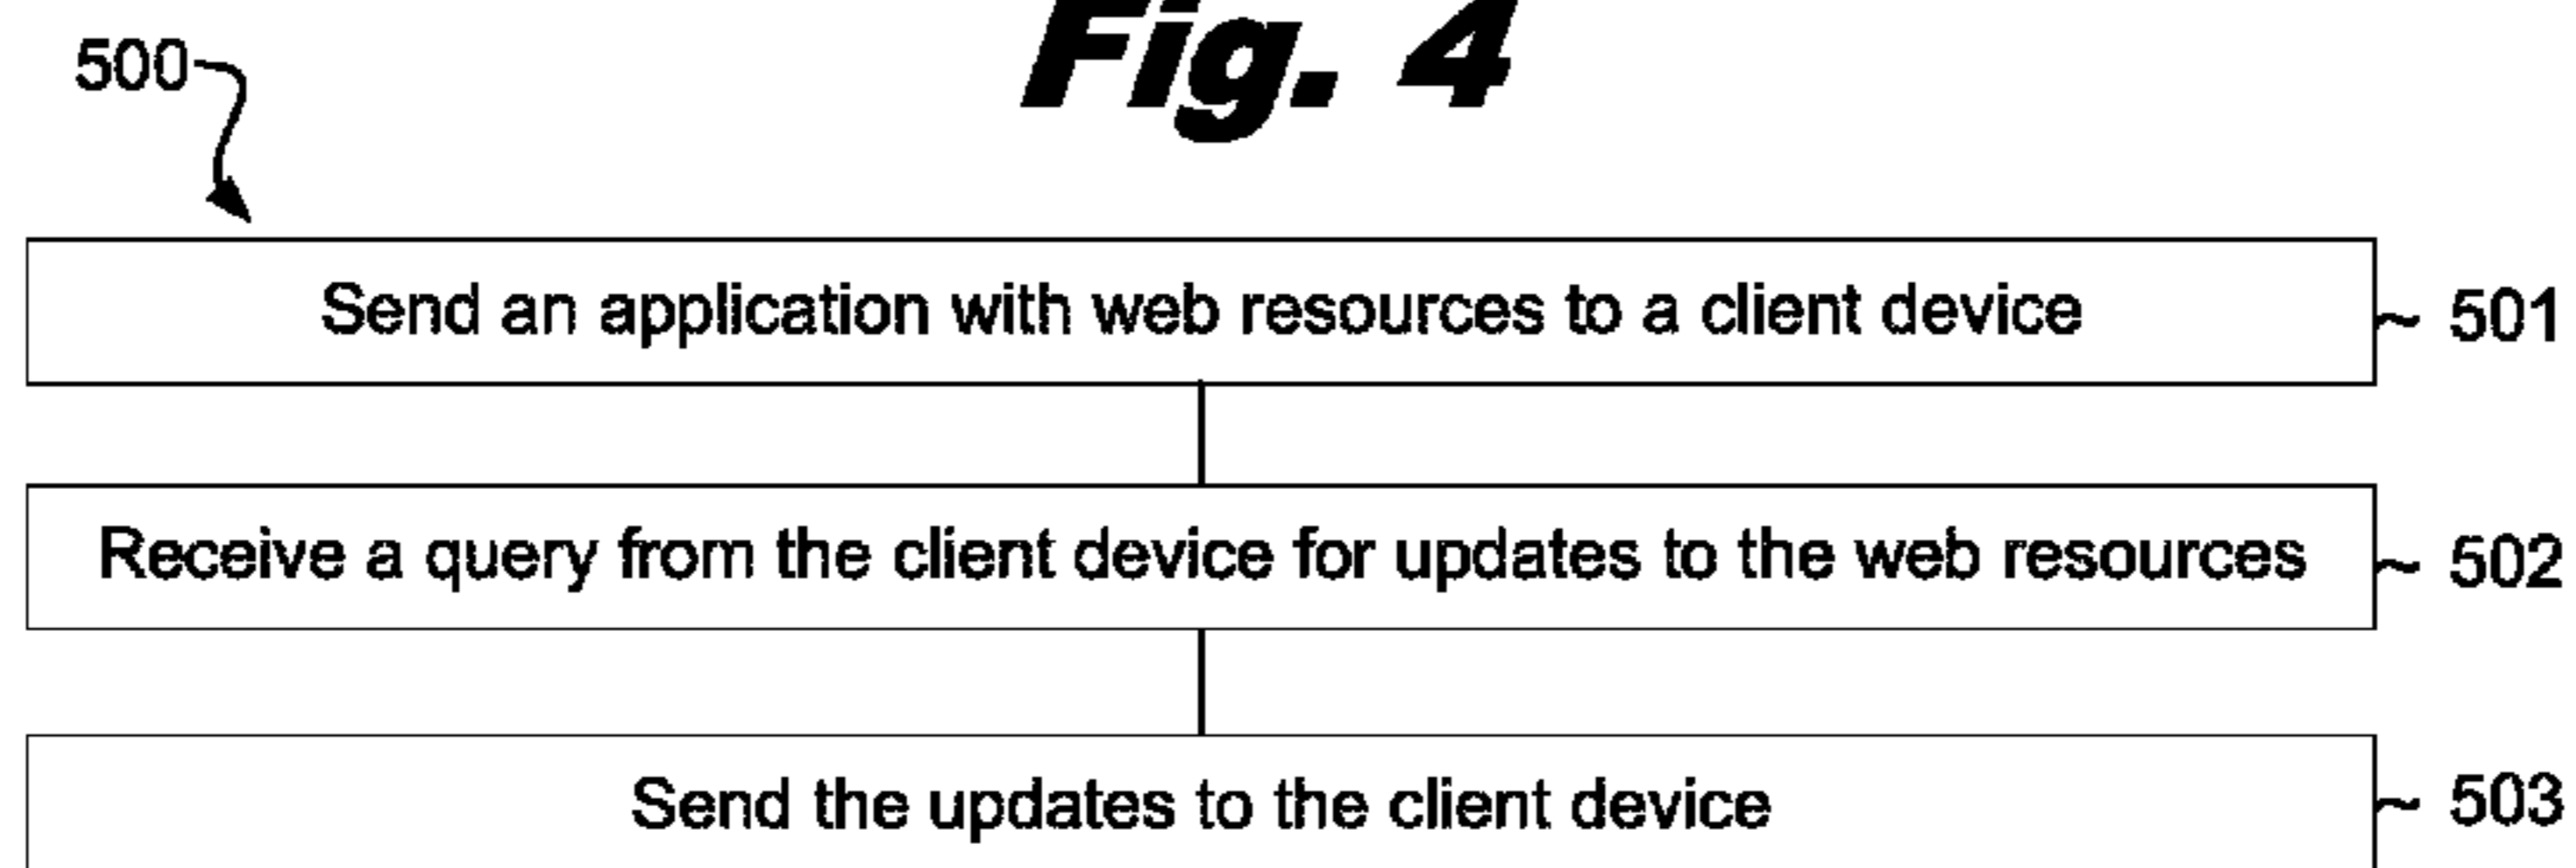 Fig. 4
500
Send an application with web resources to a client device ~ 501
Receive a query from the client device for updates to the web resources ~ 502
Send the updates to the client device ~ 503